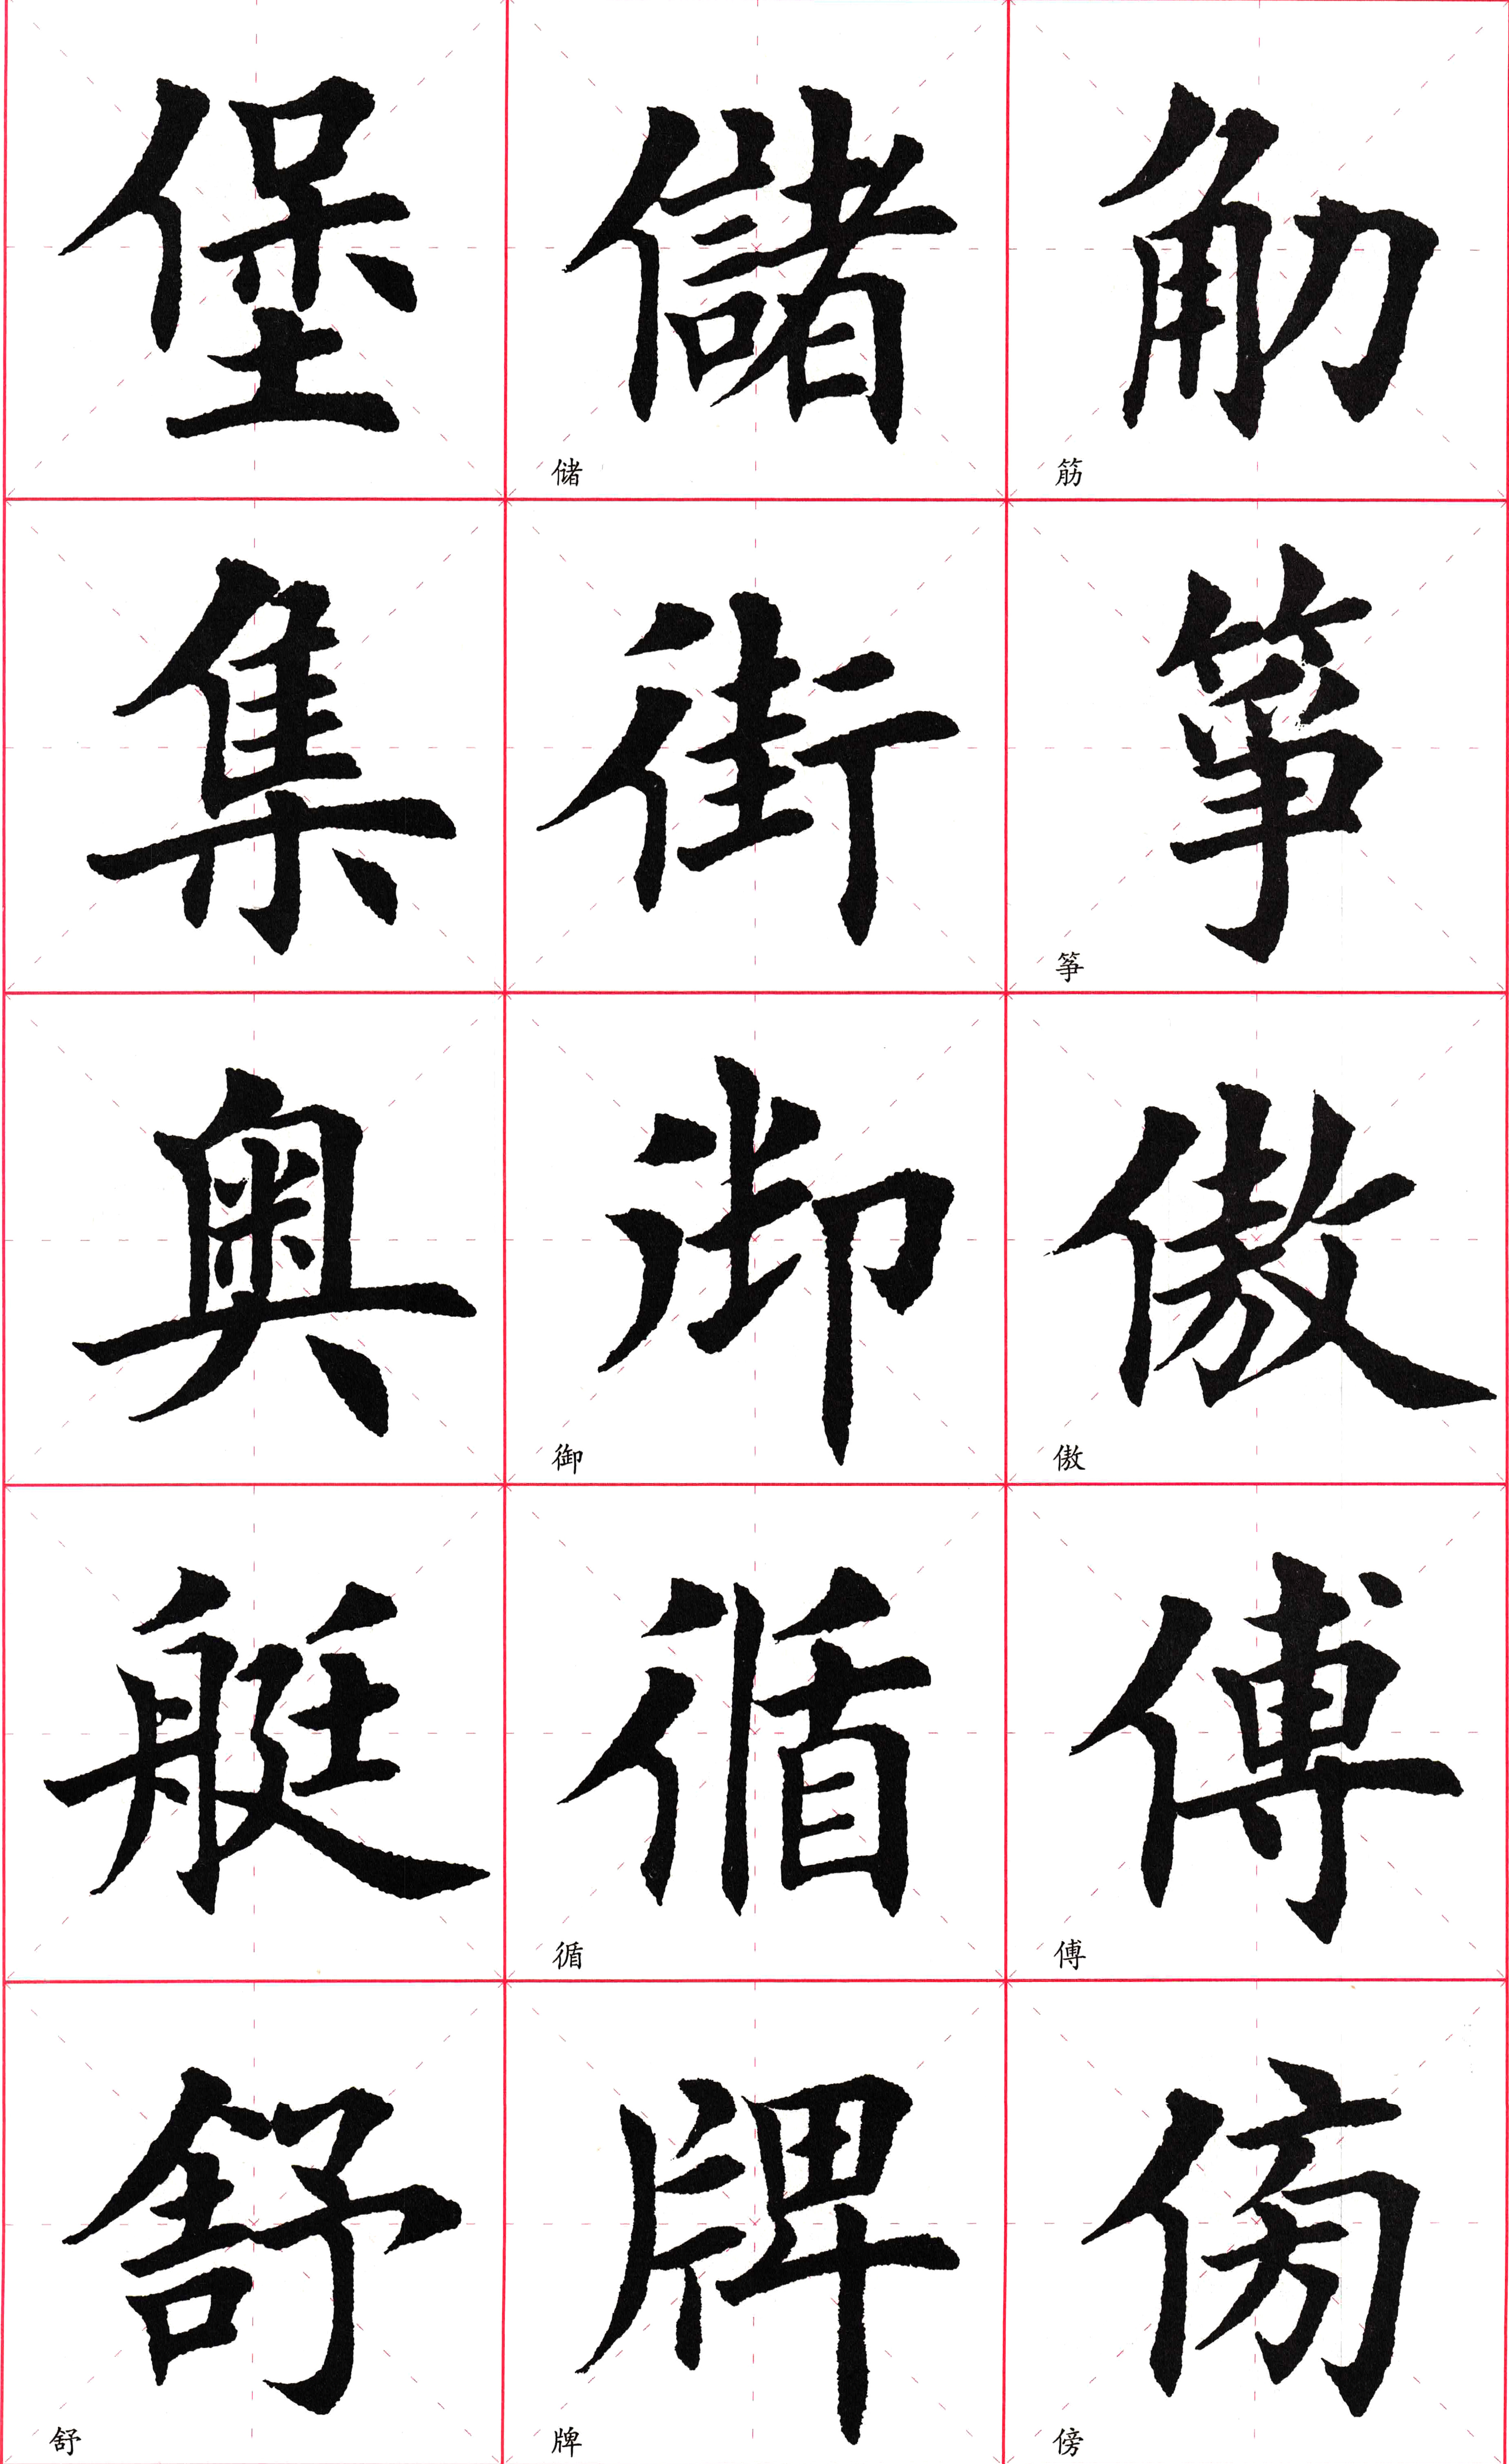 堡 儲 觔
储 筋
集 街 箏
筝
奥 御 傲
御 傲
艇 循 傅
循 傅
舒 牌 傍
舒 牌 傍